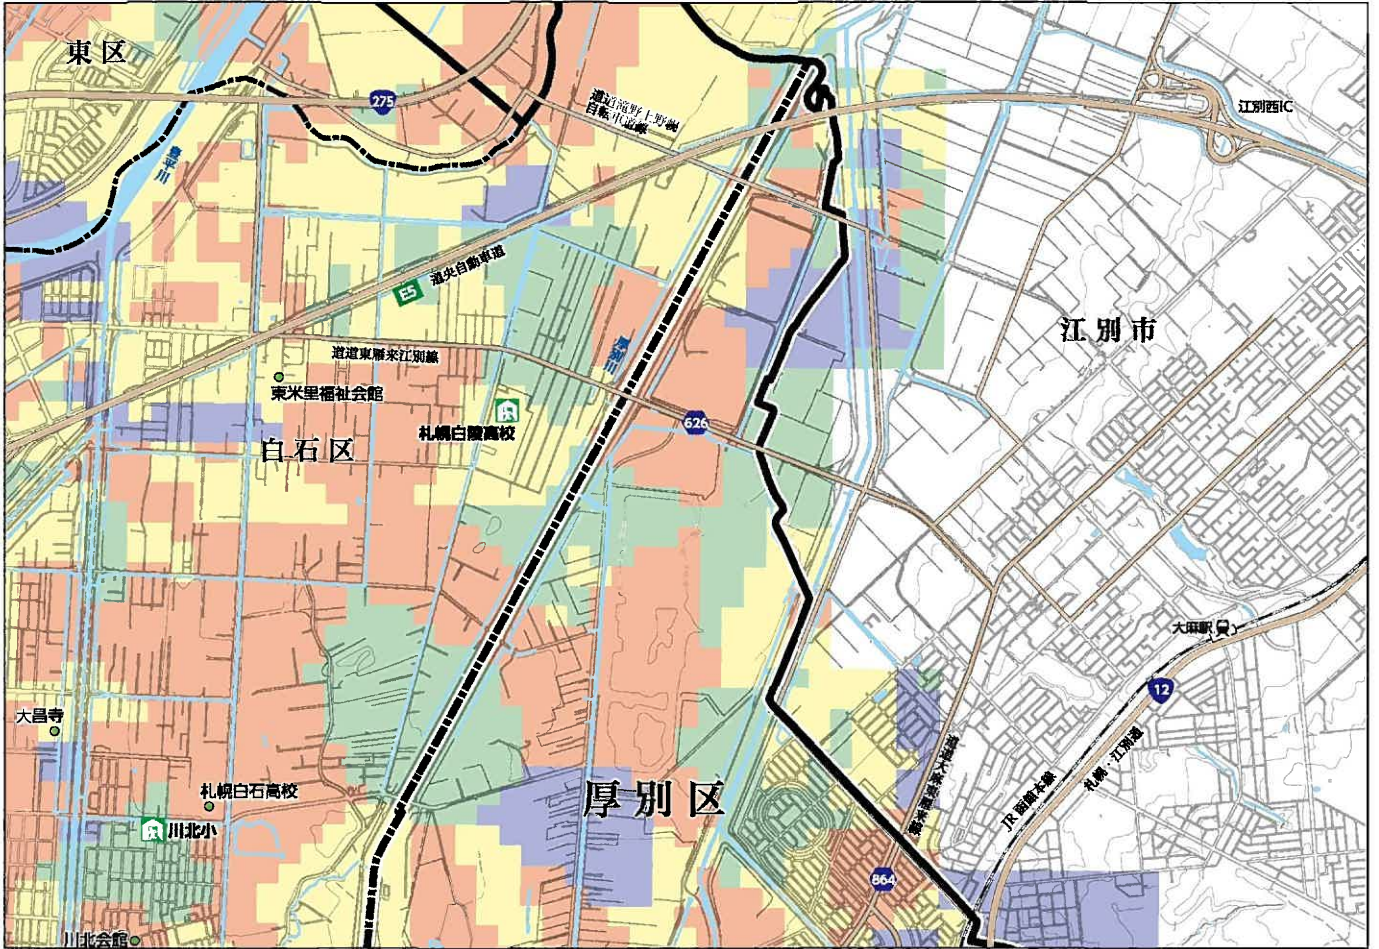 東区
275
道道滝野上野幌
自転車道線
江別西IC
豊平川
道央自動車道
E5
江別市
厚別川
道道東雁来江別線
東米里福祉会館
626
札幌白陵高校
白石区
大麻駅
12
大昌寺
札幌・江別通
JR函館本線
札幌白石高校
厚別区
川北小
864
川北会館